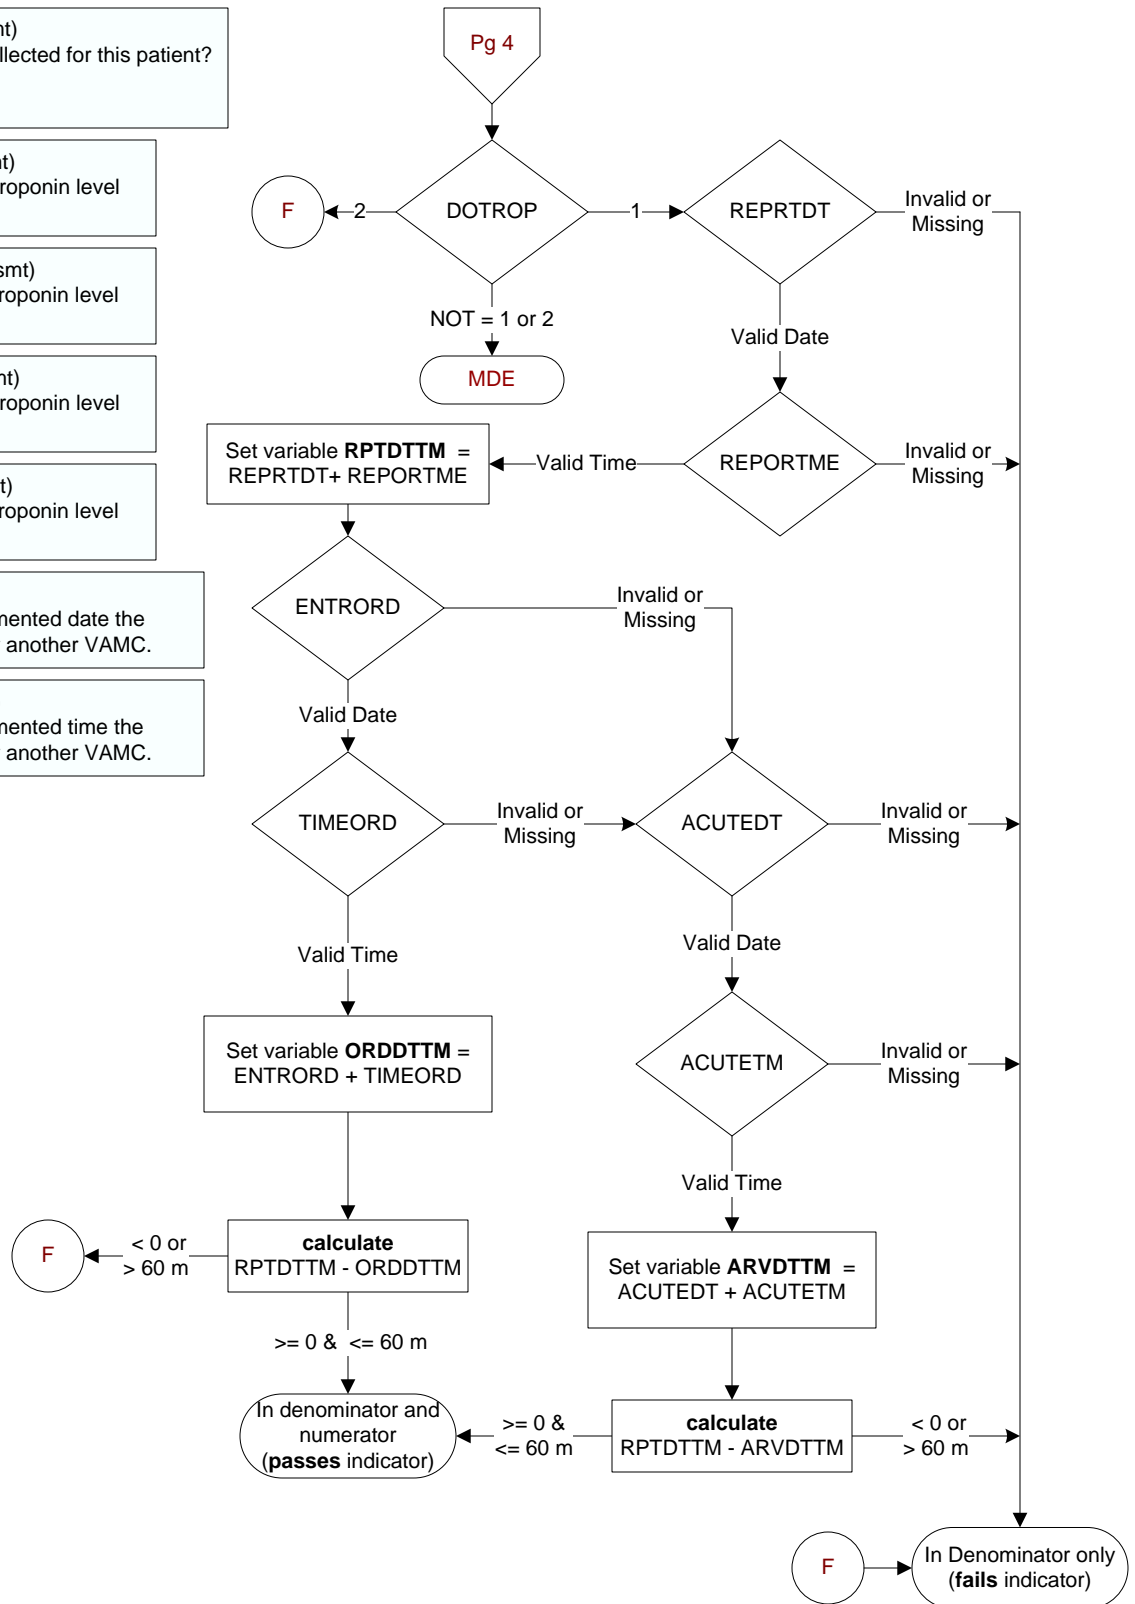 nt)
llected for this patient?
nt)
roponin level
smt)
roponin level
mt)
roponin level
t)
roponin level
mented date the
another VAMC.
mented time the
another VAMC.
Pg 4
F
2
DOTROP
1
REPRTDT
Invalid or
Missing
NOT = 1 or 2
MDE
Valid Date
Set variable RPTDTTM =
REPRTDT+ REPORTME
Valid Time
REPORTME
Invalid or
Missing
ENTRORD
Invalid or
Missing
Valid Date
TIMEORD
Invalid or
Missing
ACUTEDT
Invalid or
Missing
Valid Time
Valid Date
Set variable ORDDTTM =
ENTRORD + TIMEORD
ACUTETM
Invalid or
Missing
Valid Time
F
< 0 or
> 60 m
calculate
RPTDTTM - ORDDTTM
Set variable ARVDTTM =
ACUTEDT + ACUTETM
>= 0 & <= 60 m
In denominator and
numerator
(passes indicator)
>= 0 &
<= 60 m
calculate
RPTDTTM - ARVDTTM
< 0 or
> 60 m
F
In Denominator only
(fails indicator)